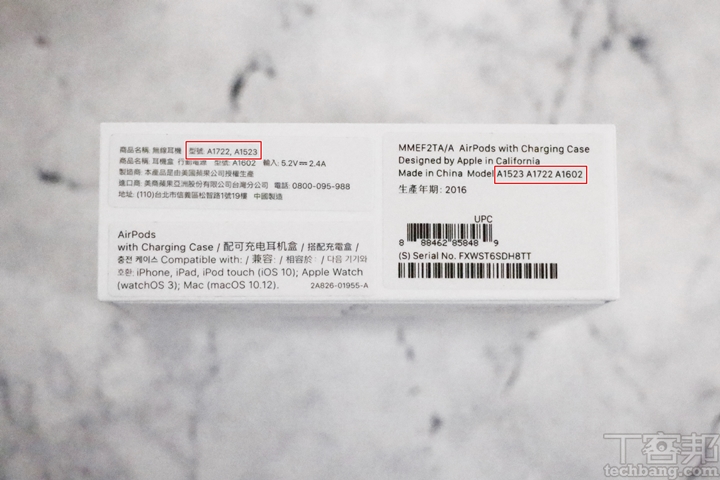 商品名稱: 無線耳機 型號: A1722, A1523
商品名稱: 耳機盒 行動電源 型號: A1602 輸入: 5.2V⎓2.4A
製造商: 本產品是由美國蘋果公司授權生產
進口商: 美商蘋果亞洲股份有限公司台灣分公司 電話: 0800-095-988
地址: (110)台北市信義區松智路1號19樓 中國製造
AirPods
with Charging Case / 配可充电耳机盒 / 搭配充電盒 /
충전 케이스 Compatible with: / 兼容: / 相容於: / 다음 기기와
호환: iPhone, iPad, iPod touch (iOS 10); Apple Watch
(watchOS 3); Mac (macOS 10.12). 2A826-01955-A
MMEF2TA/A AirPods with Charging Case
Designed by Apple in California
Made in China Model A1523 A1722 A1602
生產年期: 2016
UPC
8 88462 85848 9
(S) Serial No. FXWST6SDH8TT
T客邦
techbang.com